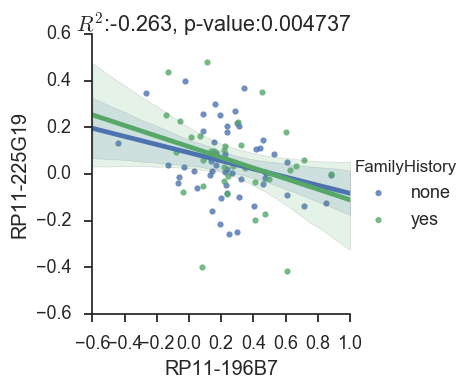 R²:-0.263, p-value:0.004737
0.6
0.4
0.2
0.0
−0.2
−0.4
−0.6
RP11-225G19
−0.6 −0.4 −0.2 0.0 0.2 0.4 0.6 0.8 1.0
RP11-196B7
FamilyHistory
none
yes